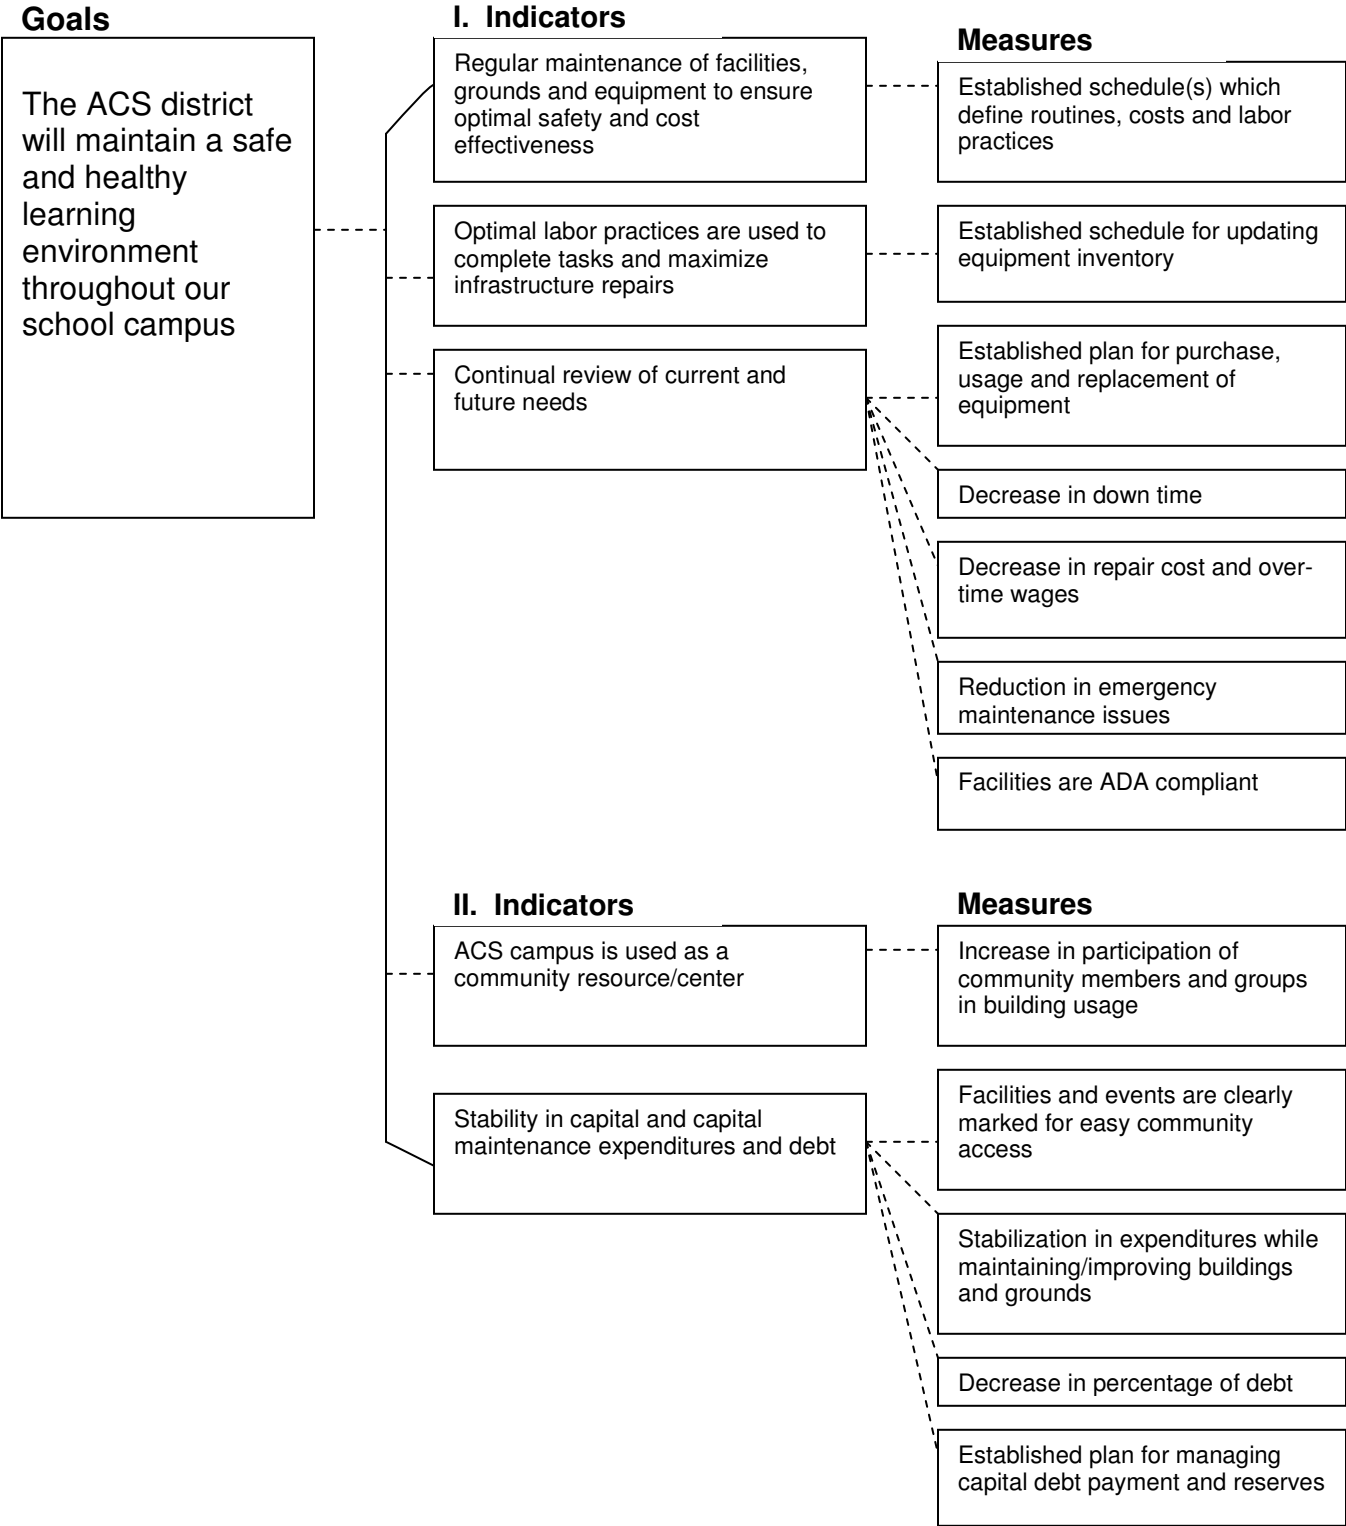 Goals
The ACS district
will maintain a safe
and healthy
learning
environment
throughout our
school campus
I.  Indicators
Regular maintenance of facilities,
grounds and equipment to ensure
optimal safety and cost
effectiveness
Optimal labor practices are used to
complete tasks and maximize
infrastructure repairs
Continual review of current and
future needs
Measures
Established schedule(s) which
define routines, costs and labor
practices
Established schedule for updating
equipment inventory
Established plan for purchase,
usage and replacement of
equipment
Decrease in down time
Decrease in repair cost and over-
time wages
Reduction in emergency
maintenance issues
Facilities are ADA compliant
II.  Indicators
ACS campus is used as a
community resource/center
Stability in capital and capital
maintenance expenditures and debt
Measures
Increase in participation of
community members and groups
in building usage
Facilities and events are clearly
marked for easy community
access
Stabilization in expenditures while
maintaining/improving buildings
and grounds
Decrease in percentage of debt
Established plan for managing
capital debt payment and reserves